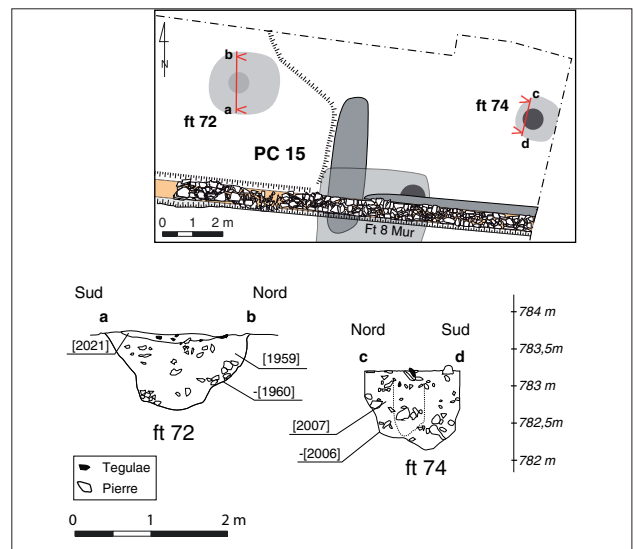 N
b
a
ft 72
PC 15
ft 74
c
d
0 1 2 m
Ft 8 Mur
Sud Nord
a b
[2021]
[1959]
-[1960]
ft 72
Nord Sud
c d
[2007]
-[2006]
ft 74
784 m
783,5m
783 m
782,5m
782 m
Tegulae
Pierre
0 1 2 m